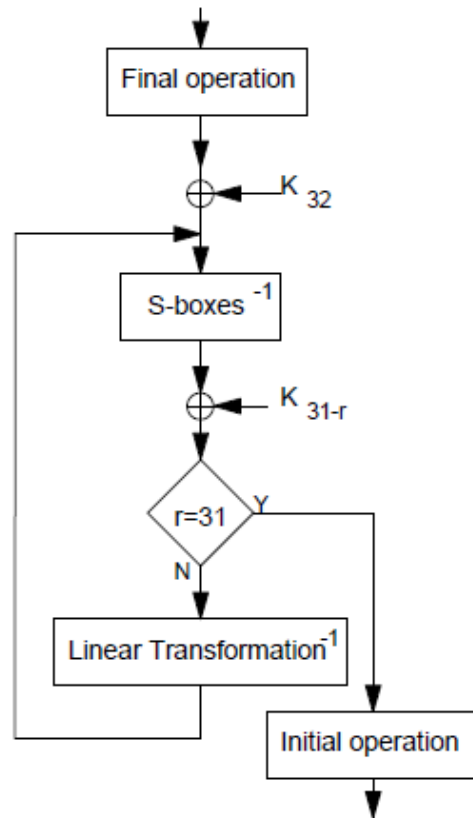 Final operation
K 32
S-boxes -1
K 31-r
r=31
Y
N
Linear Transformation -1
Initial operation